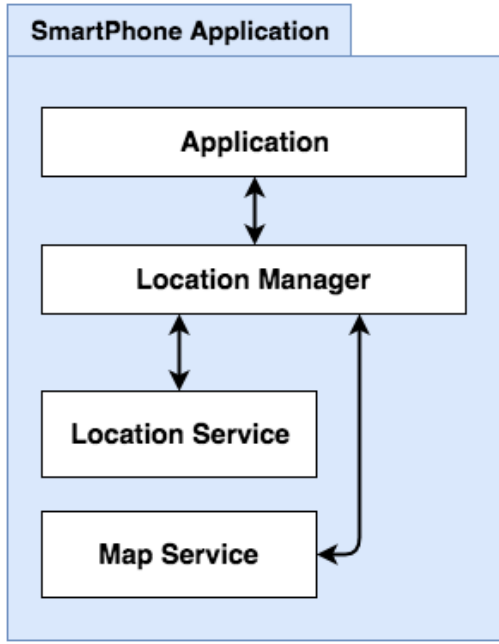 SmartPhone Application
Application
Location Manager
Location Service
Map Service